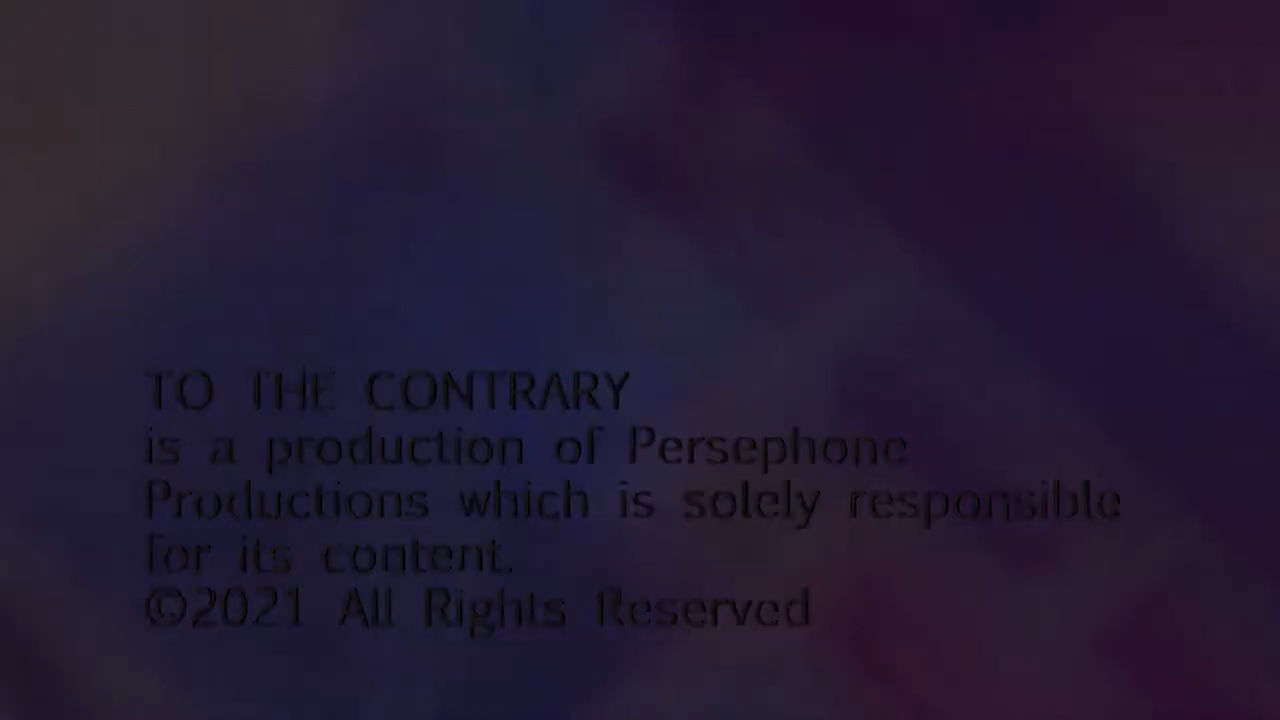 TO THE CONTRARY
is a production of Persephone
Productions which is solely responsible
for its content.
©2021 All Rights Reserved